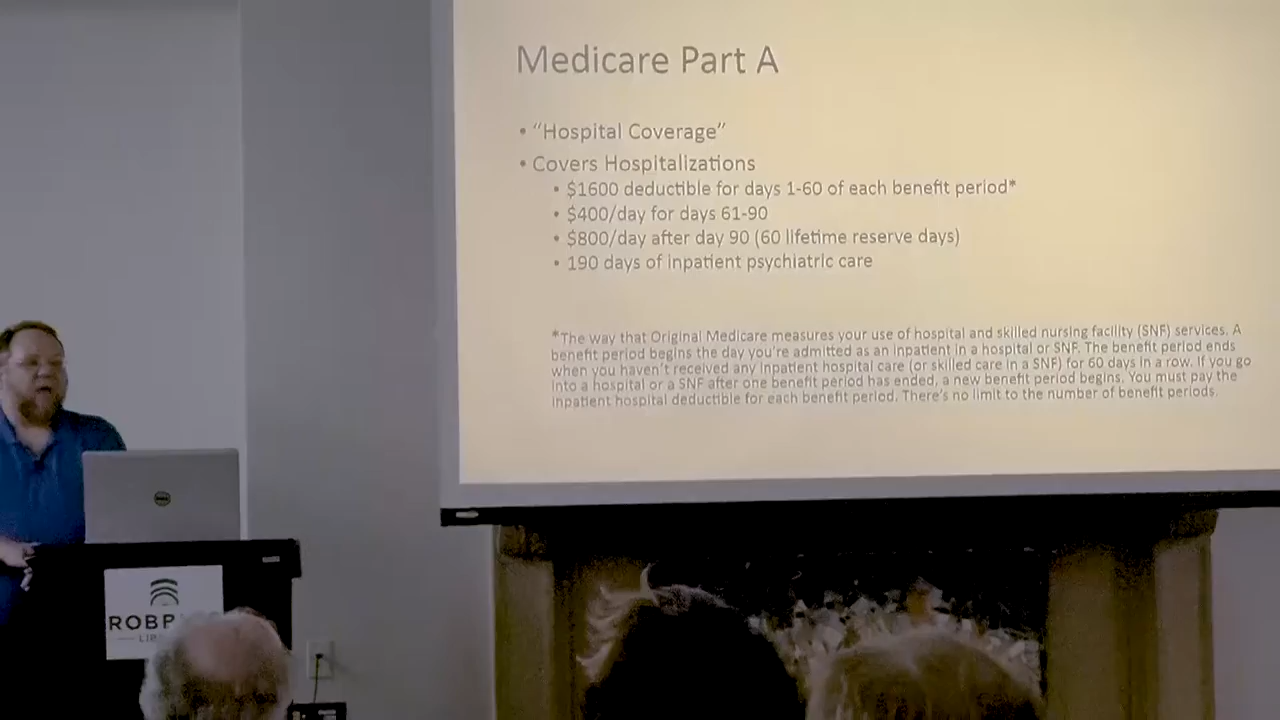 Medicare Part A
• “Hospital Coverage”
• Covers Hospitalizations
• $1600 deductible for days 1-60 of each benefit period*
• $400/day for days 61-90
• $800/day after day 90 (60 lifetime reserve days)
• 190 days of inpatient psychiatric care
*The way that Original Medicare measures your use of hospital and skilled nursing facility (SNF) services. A
benefit period begins the day you're admitted as an inpatient in a hospital or SNF. The benefit period ends
when you haven't received any inpatient hospital care (or skilled care in a SNF) for 60 days in a row. If you go
into a hospital or a SNF after one benefit period has ended, a new benefit period begins. You must pay the
inpatient hospital deductible for each benefit period. There's no limit to the number of benefit periods.
DELL